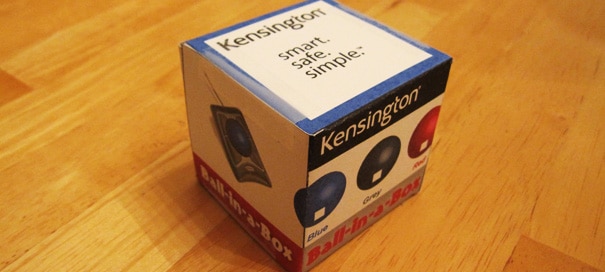 Kensington
smart.
safe.
simple.™
Kensington®
Blue
Grey
Red
Ball-in-a-Box
Ball-in-a-Box